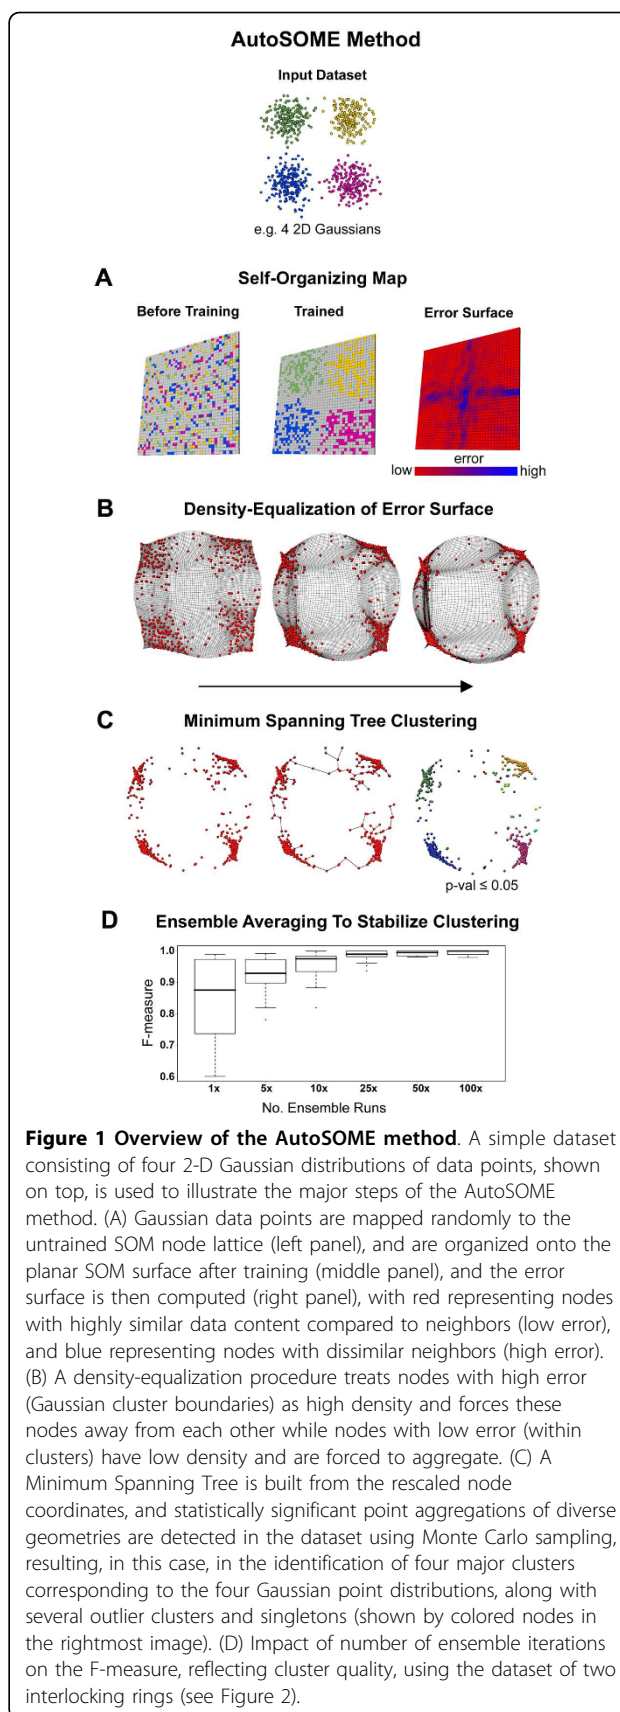 AutoSOME Method
Input Dataset
e.g. 4 2D Gaussians
A
Self-Organizing Map
Before Training
Trained
Error Surface
error
low
high
B
Density-Equalization of Error Surface
C
Minimum Spanning Tree Clustering
p-val ≤ 0.05
D
Ensemble Averaging To Stabilize Clustering
1.0
0.9
0.8
0.7
0.6
F-measure
1x
5x
10x
25x
50x
100x
No. Ensemble Runs
Figure 1 Overview of the AutoSOME method. A simple dataset
consisting of four 2-D Gaussian distributions of data points, shown
on top, is used to illustrate the major steps of the AutoSOME
method. (A) Gaussian data points are mapped randomly to the
untrained SOM node lattice (left panel), and are organized onto the
planar SOM surface after training (middle panel), and the error
surface is then computed (right panel), with red representing nodes
with highly similar data content compared to neighbors (low error),
and blue representing nodes with dissimilar neighbors (high error).
(B) A density-equalization procedure treats nodes with high error
(Gaussian cluster boundaries) as high density and forces these
nodes away from each other while nodes with low error (within
clusters) have low density and are forced to aggregate. (C) A
Minimum Spanning Tree is built from the rescaled node
coordinates, and statistically significant point aggregations of diverse
geometries are detected in the dataset using Monte Carlo sampling,
resulting, in this case, in the identification of four major clusters
corresponding to the four Gaussian point distributions, along with
several outlier clusters and singletons (shown by colored nodes in
the rightmost image). (D) Impact of number of ensemble iterations
on the F-measure, reflecting cluster quality, using the dataset of two
interlocking rings (see Figure 2).